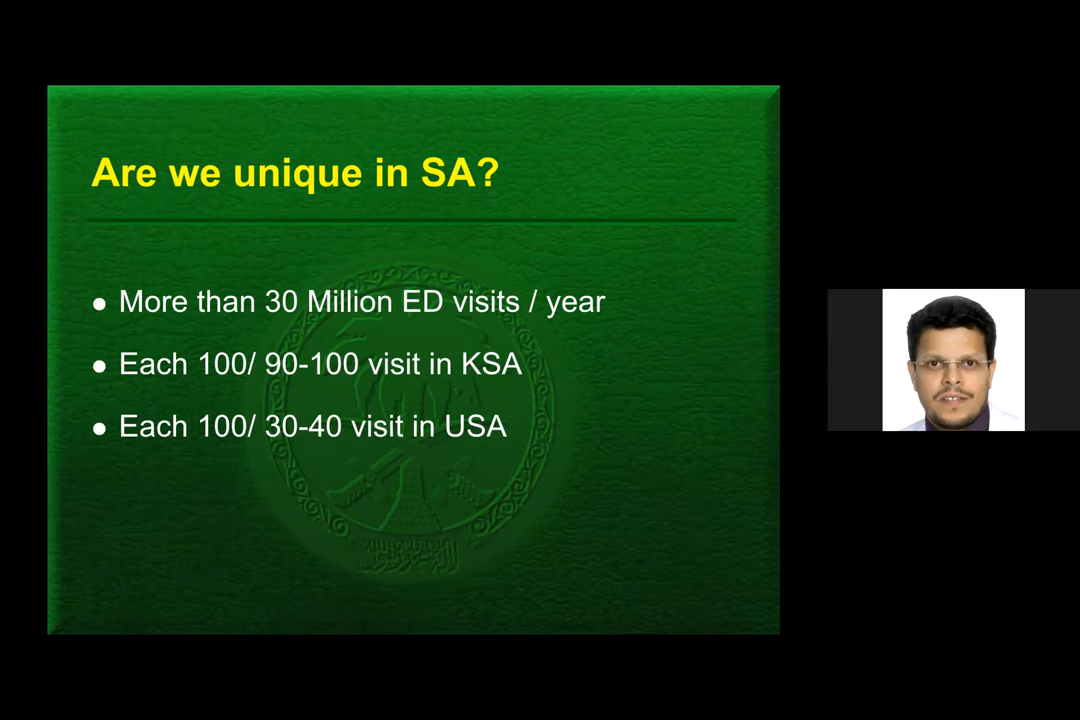 Are we unique in SA?
● More than 30 Million ED visits / year
● Each 100/ 90-100 visit in KSA
● Each 100/ 30-40 visit in USA